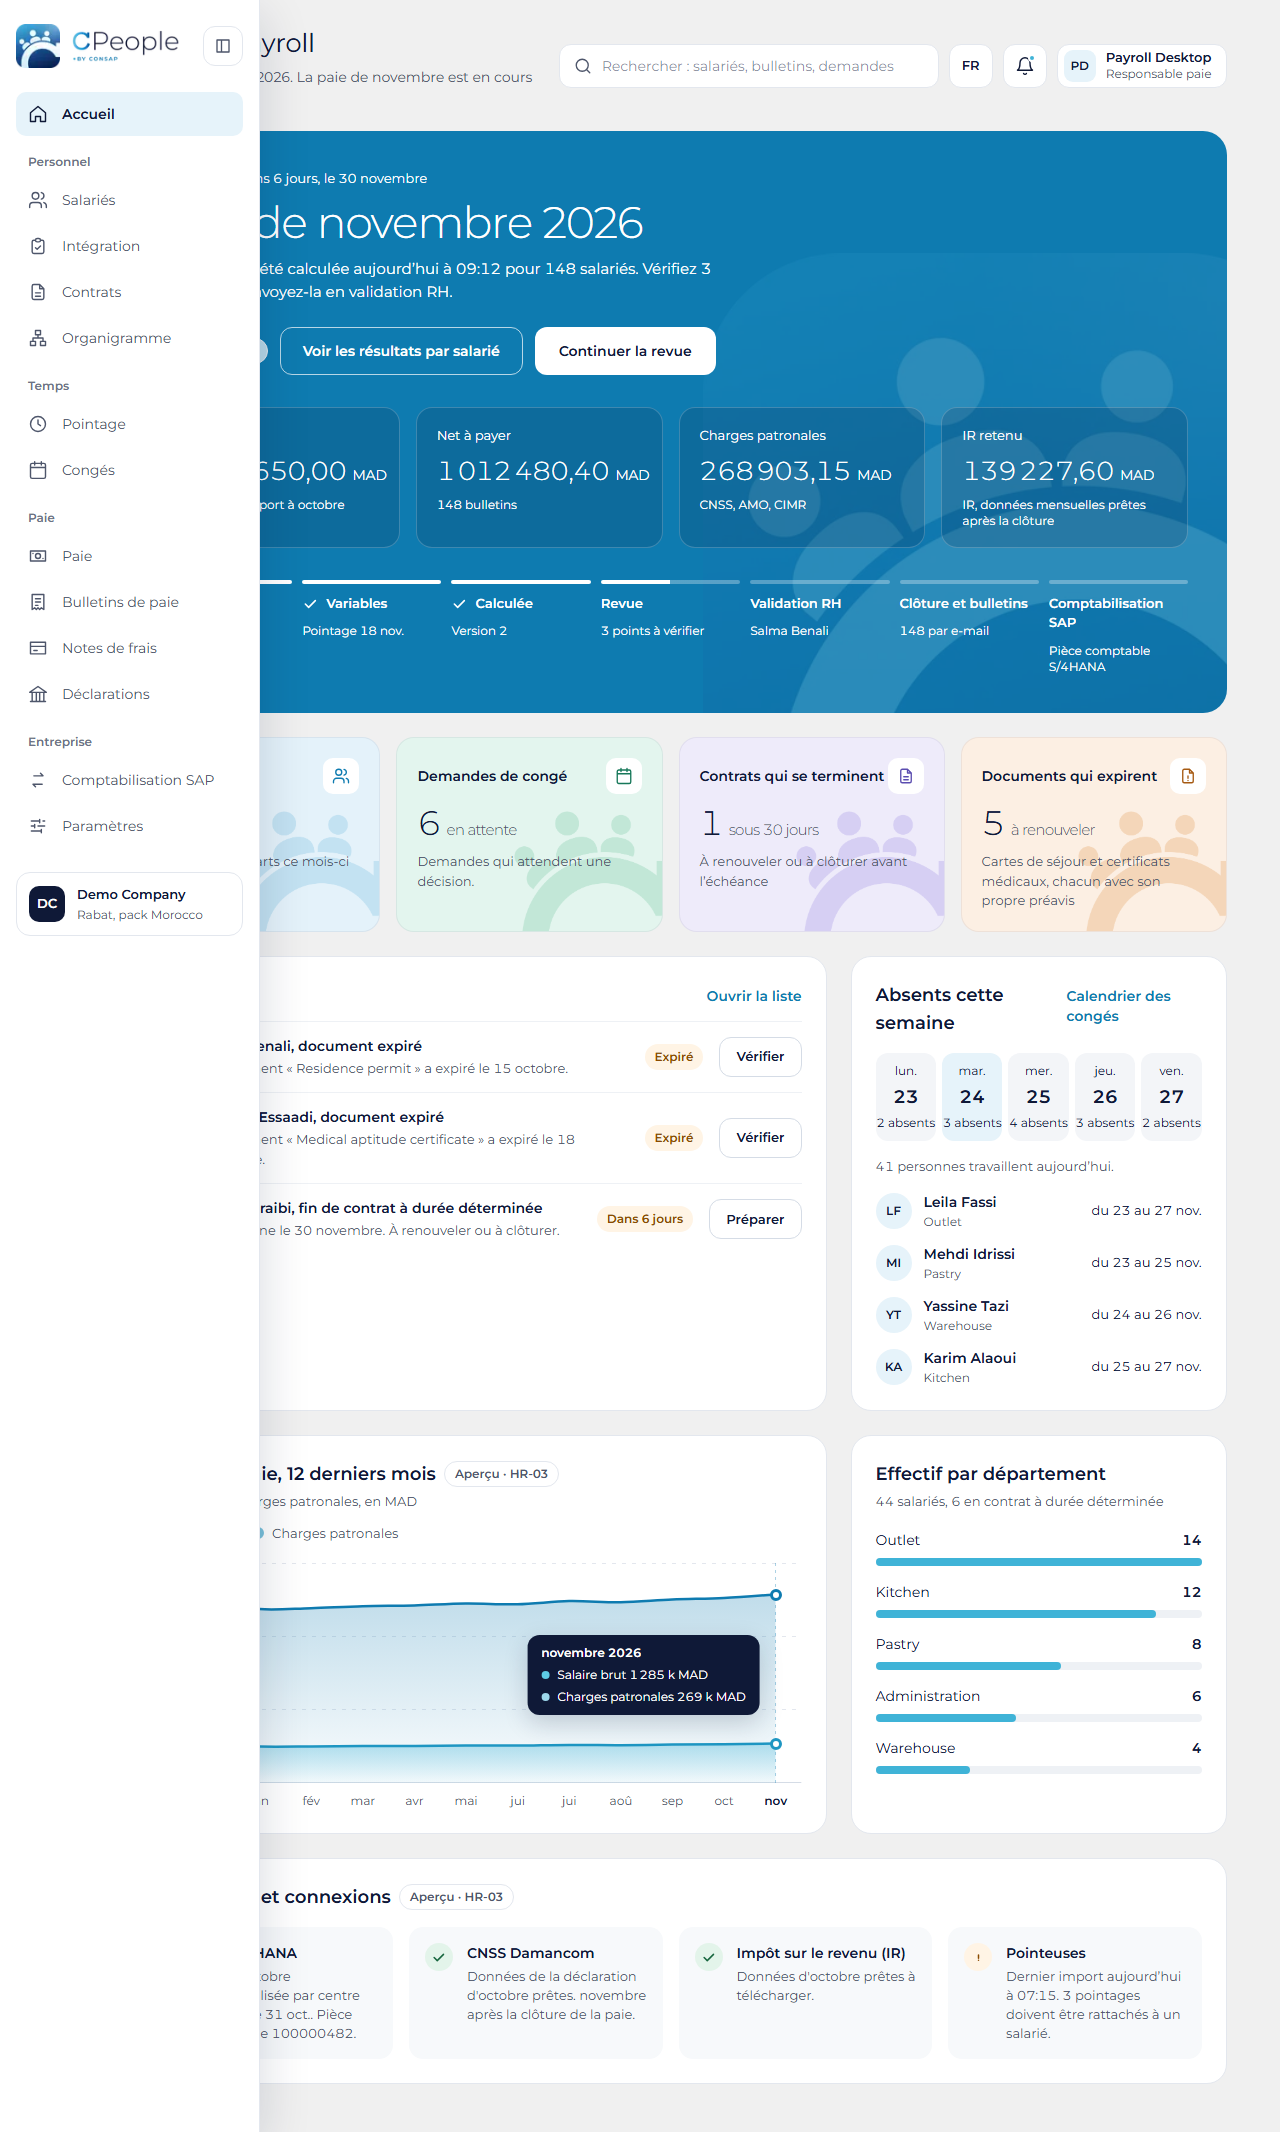 CPeople
+BY CONSAP
Accueil
Personnel
Salariés
Intégration
Contrats
Organigramme
Temps
Pointage
Congés
Paie
Paie
Bulletins de paie
Notes de frais
Déclarations
Entreprise
Comptabilisation SAP
Paramètres
DC
Demo Company
Rabat, pack Morocco
yroll
2026. La paie de novembre est en cours
Rechercher : salariés, bulletins, demandes
FR
PD
Payroll Desktop
Responsable paie
ns 6 jours, le 30 novembre
de novembre 2026
été calculée aujourd’hui à 09:12 pour 148 salariés. Vérifiez 3
nvoyez-la en validation RH.
Voir les résultats par salarié
Continuer la revue
650,00 MAD
port à octobre
Net à payer
1 012 480,40 MAD
148 bulletins
Charges patronales
268 903,15 MAD
CNSS, AMO, CIMR
IR retenu
139 227,60 MAD
IR, données mensuelles prêtes
après la clôture
Variables
Pointage 18 nov.
Calculée
Version 2
Revue
3 points à vérifier
Validation RH
Salma Benali
Clôture et bulletins
148 par e-mail
Comptabilisation
SAP
Pièce comptable
S/4HANA
arts ce mois-ci
Demandes de congé
6 en attente
Demandes qui attendent une
décision.
Contrats qui se terminent
1 sous 30 jours
À renouveler ou à clôturer avant
l’échéance
Documents qui expirent
5 à renouveler
Cartes de séjour et certificats
médicaux, chacun avec son
propre préavis
Ouvrir la liste
enali, document expiré
ent « Residence permit » a expiré le 15 octobre.
Expiré
Vérifier
Essaadi, document expiré
ent « Medical aptitude certificate » a expiré le 18
e.
Expiré
Vérifier
raibi, fin de contrat à durée déterminée
ne le 30 novembre. À renouveler ou à clôturer.
Dans 6 jours
Préparer
Absents cette
semaine
Calendrier des
congés
lun.
23
2 absents
mar.
24
3 absents
mer.
25
4 absents
jeu.
26
3 absents
ven.
27
2 absents
41 personnes travaillent aujourd’hui.
LF
Leila Fassi
Outlet
du 23 au 27 nov.
MI
Mehdi Idrissi
Pastry
du 23 au 25 nov.
YT
Yassine Tazi
Warehouse
du 24 au 26 nov.
KA
Karim Alaoui
Kitchen
du 25 au 27 nov.
ie, 12 derniers mois
Aperçu · HR-03
rges patronales, en MAD
Charges patronales
novembre 2026
Salaire brut 1 285 k MAD
Charges patronales 269 k MAD
n fév mar avr mai jui jui aoû sep oct nov
Effectif par département
44 salariés, 6 en contrat à durée déterminée
Outlet 14
Kitchen 12
Pastry 8
Administration 6
Warehouse 4
et connexions
Aperçu · HR-03
HANA
tobre
lisée par centre
e 31 oct.. Pièce
e 100000482.
CNSS Damancom
Données de la déclaration
d'octobre prêtes. novembre
après la clôture de la paie.
Impôt sur le revenu (IR)
Données d'octobre prêtes à
télécharger.
Pointeuses
Dernier import aujourd’hui
à 07:15. 3 pointages
doivent être rattachés à un
salarié.